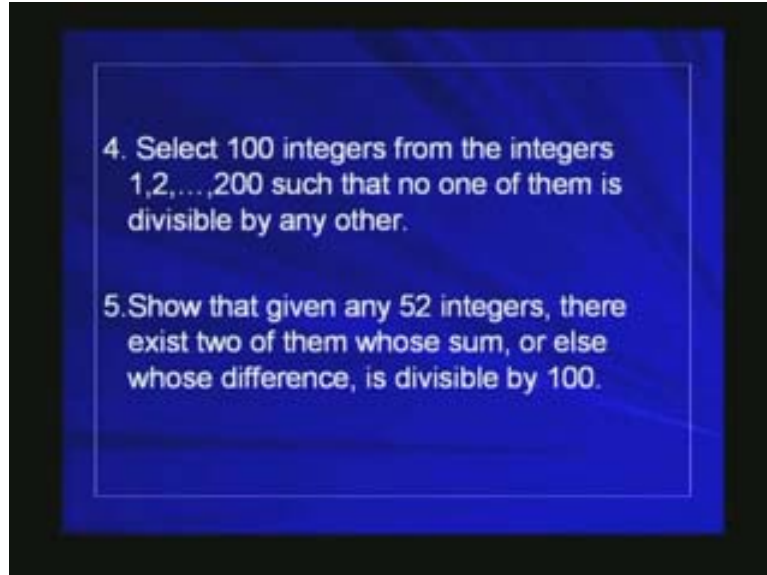 4. Select 100 integers from the integers
1,2,...,200 such that no one of them is
divisible by any other.
5.Show that given any 52 integers, there
exist two of them whose sum, or else
whose difference, is divisible by 100.